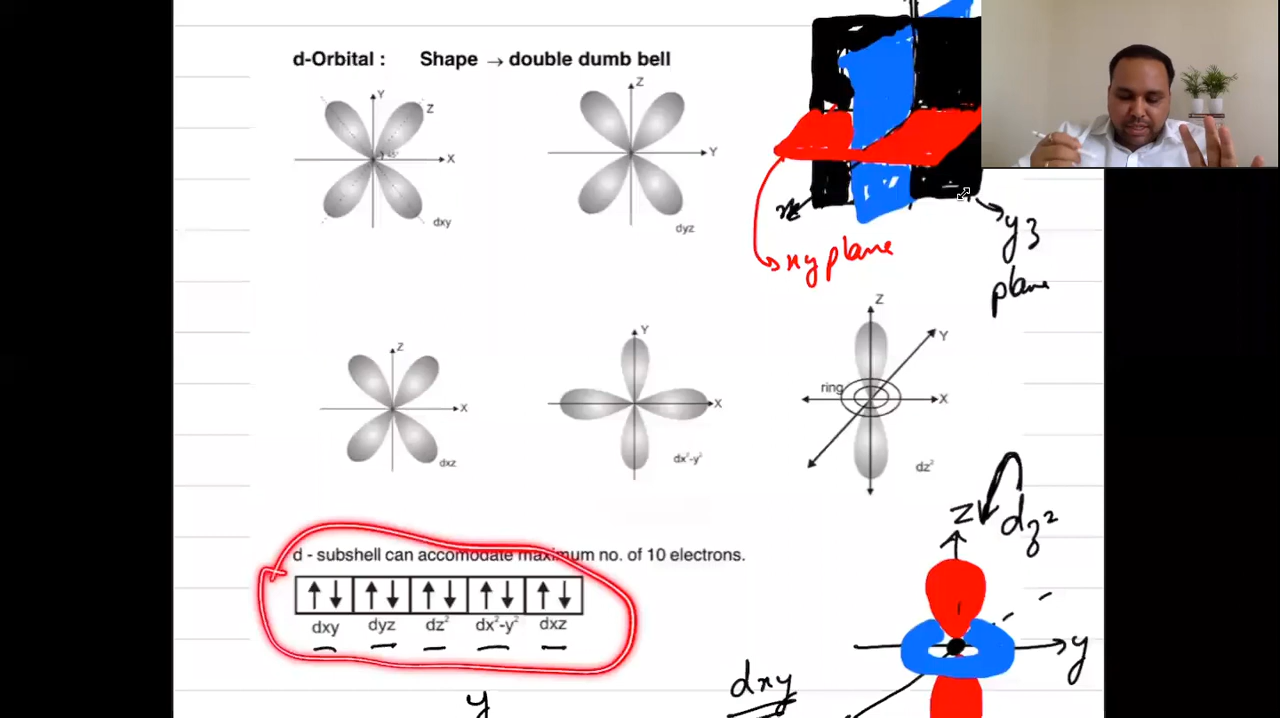 d-Orbital : Shape → double dumb bell
Y
Z
X
dxy
Z
Y
dyz
xy plane
yz
plane
Z
X
dxz
Y
X
dx²-y²
Z
Y
ring
X
dz²
d - subshell can accomodate maximum no. of 10 electrons.
dxy dyz dz² dx²-y² dxz
Z
dz²
y
dxy
y